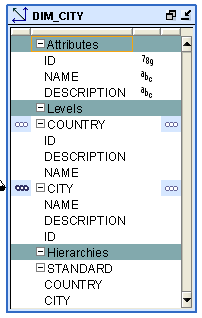 DIM_CITY
Attributes
ID 789
NAME abc
DESCRIPTION abc
Levels
COUNTRY
ID
DESCRIPTION
NAME
CITY
NAME
DESCRIPTION
ID
Hierarchies
STANDARD
COUNTRY
CITY